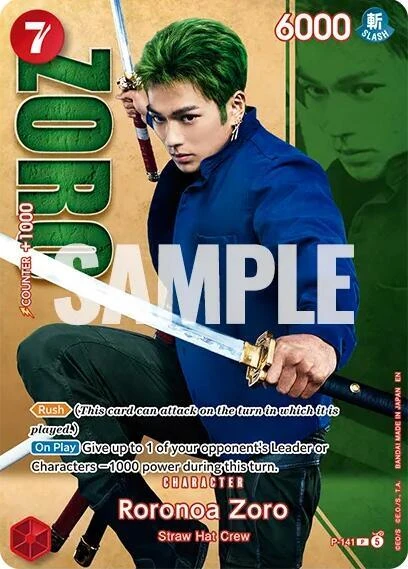 7
6000
斬
SLASH
ZORO
COUNTER +1000
SAMPLE
Rush (This card can attack on the turn in which it is
played.)
On Play Give up to 1 of your opponent's Leader or
Characters −1000 power during this turn.
CHARACTER
Roronoa Zoro
Straw Hat Crew
P-141 P 5
©E.O/S ©E.O./S., T.A. BANDAI MADE IN JAPAN EN